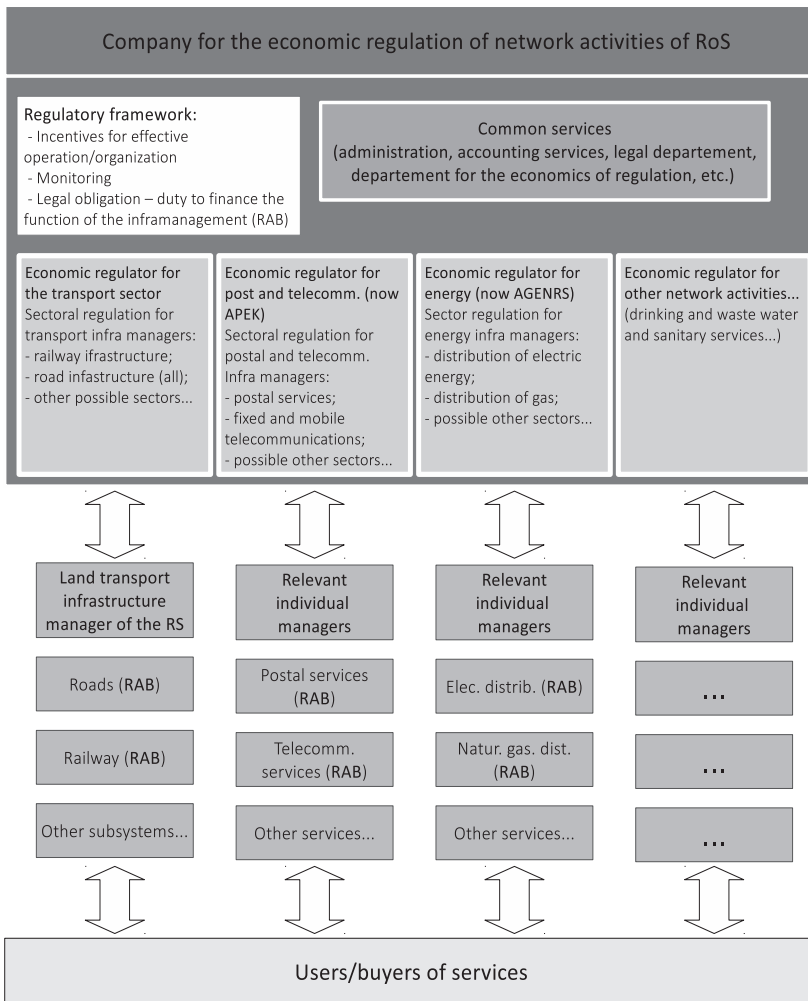 Company for the economic regulation of network activities of RoS
Regulatory framework:
- Incentives for effective
operation/organization
- Monitoring
- Legal obligation – duty to finance the
function of the inframanagement (RAB)
Common services
(administration, accounting services, legal departement,
departement for the economics of regulation, etc.)
Economic regulator for
the transport sector
Sectoral regulation for
transport infra managers:
- railway ifrastructure;
- road infastructure (all);
- other possible sectors...
Economic regulator for
post and telecomm. (now
APEK)
Sectoral regulation for
postal and telecomm.
Infra managers:
- postal services;
- fixed and mobile
telecommunications;
- possible other sectors...
Economic regulator for
energy (now AGENRS)
Sector regulation for
energy infra managers:
- distribution of electric
energy;
- distribution of gas;
- possible other sectors...
Economic regulator for
other network activities...
(drinking and waste water
and sanitary services...)
Land transport
infrastructure
manager of the RS
Relevant
individual
managers
Relevant
individual
managers
Relevant
individual
managers
Roads (RAB)
Postal services
(RAB)
Elec. distrib. (RAB)
...
Railway (RAB)
Telecomm.
services (RAB)
Natur. gas. dist.
(RAB)
...
Other subsystems...
Other services...
Other services...
...
Users/buyers of services